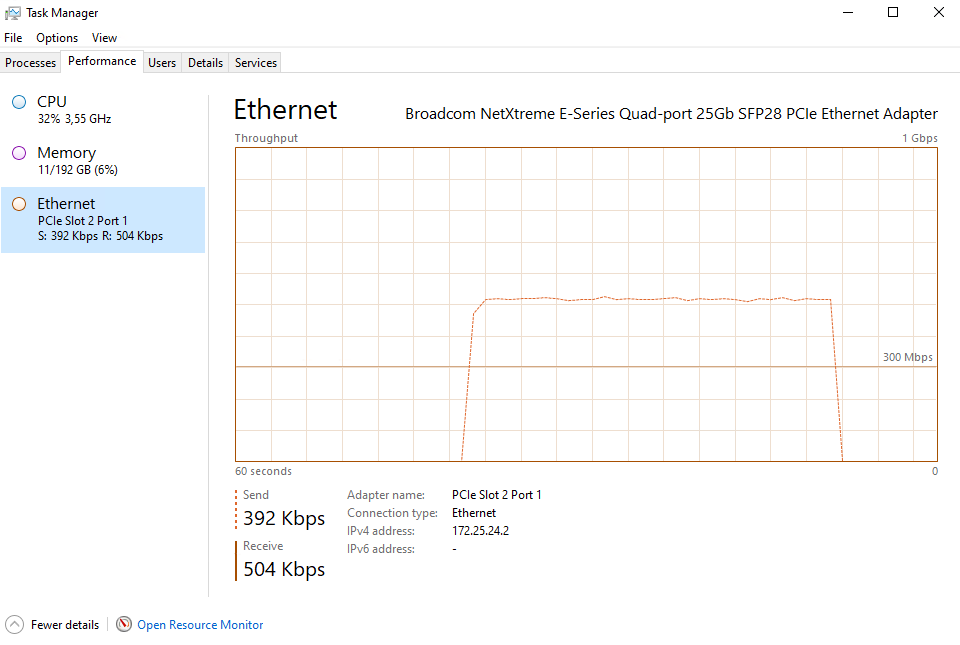 Task Manager
File Options View
Processes Performance Users Details Services
CPU
32% 3,55 GHz
Memory
11/192 GB (6%)
Ethernet
PCIe Slot 2 Port 1
S: 392 Kbps R: 504 Kbps
Ethernet Broadcom NetXtreme E-Series Quad-port 25Gb SFP28 PCIe Ethernet Adapter
Throughput 1 Gbps
300 Mbps
60 seconds 0
Send
392 Kbps
Receive
504 Kbps
Adapter name: PCIe Slot 2 Port 1
Connection type: Ethernet
IPv4 address: 172.25.24.2
IPv6 address: -
Fewer details Open Resource Monitor